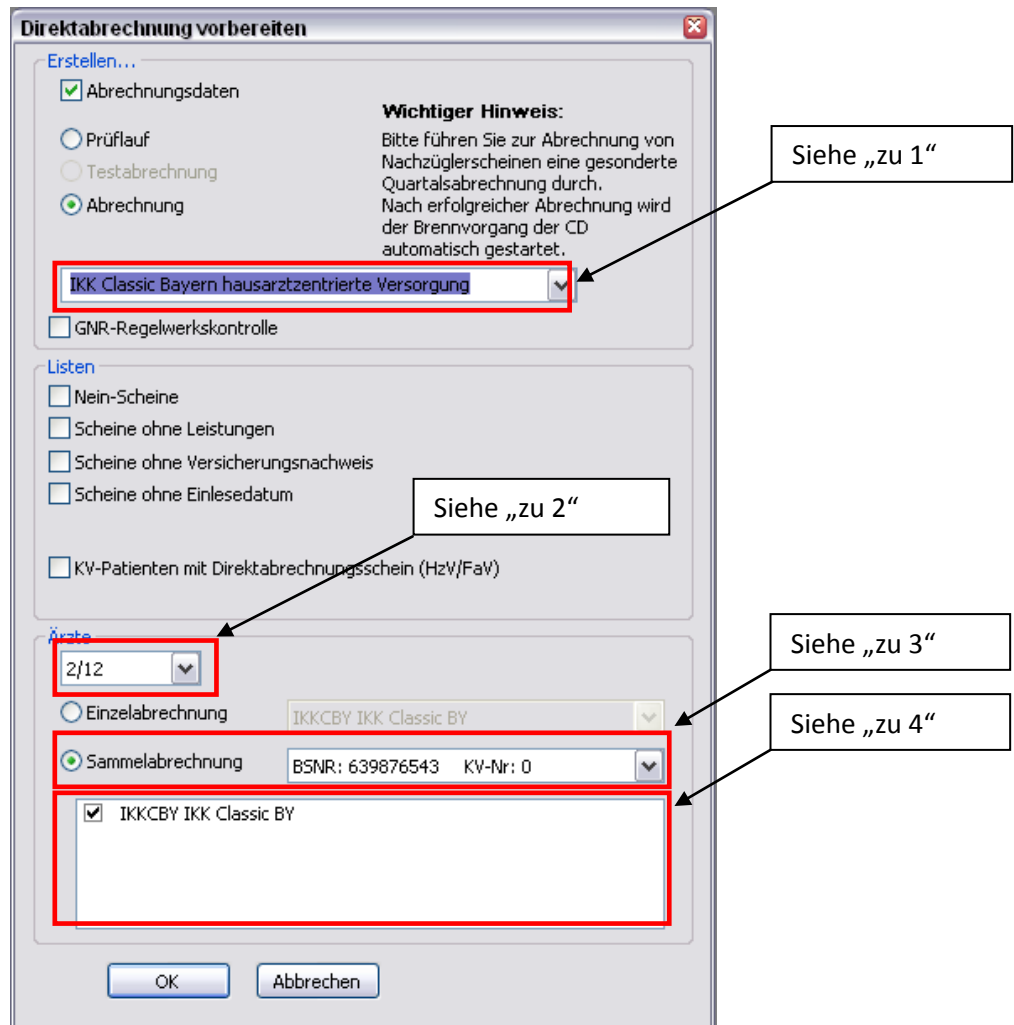 Direktabrechnung vorbereiten
Erstellen...
Abrechnungsdaten
Wichtiger Hinweis:
Prüflauf
Testabrechnung
Abrechnung
Bitte führen Sie zur Abrechnung von
Nachzüglerscheinen eine gesonderte
Quartalsabrechnung durch.
Nach erfolgreicher Abrechnung wird
der Brennvorgang der CD
automatisch gestartet.
Siehe „zu 1“
IKK Classic Bayern hausarztzentrierte Versorgung
GNR-Regelwerkskontrolle
Listen
Nein-Scheine
Scheine ohne Leistungen
Scheine ohne Versicherungsnachweis
Scheine ohne Einlesedatum
Siehe „zu 2“
KV-Patienten mit Direktabrechnungsschein (HzV/FaV)
Ärzte
2/12
Siehe „zu 3“
Einzelabrechnung IKKCBY IKK Classic BY
Siehe „zu 4“
Sammelabrechnung BSNR: 639876543 KV-Nr: 0
IKKCBY IKK Classic BY
OK Abbrechen